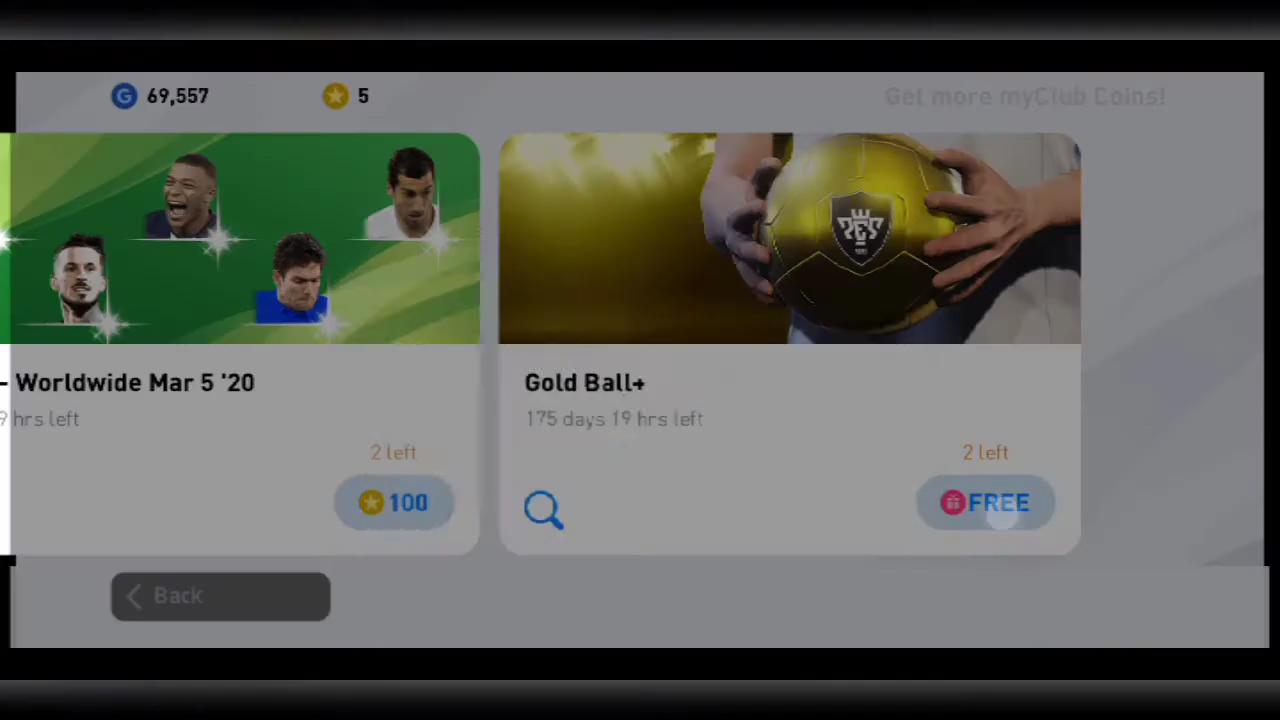 G 69,557
5
Get more myClub Coins!
- Worldwide Mar 5 '20
9 hrs left
2 left
100
Gold Ball+
175 days 19 hrs left
2 left
FREE
Back